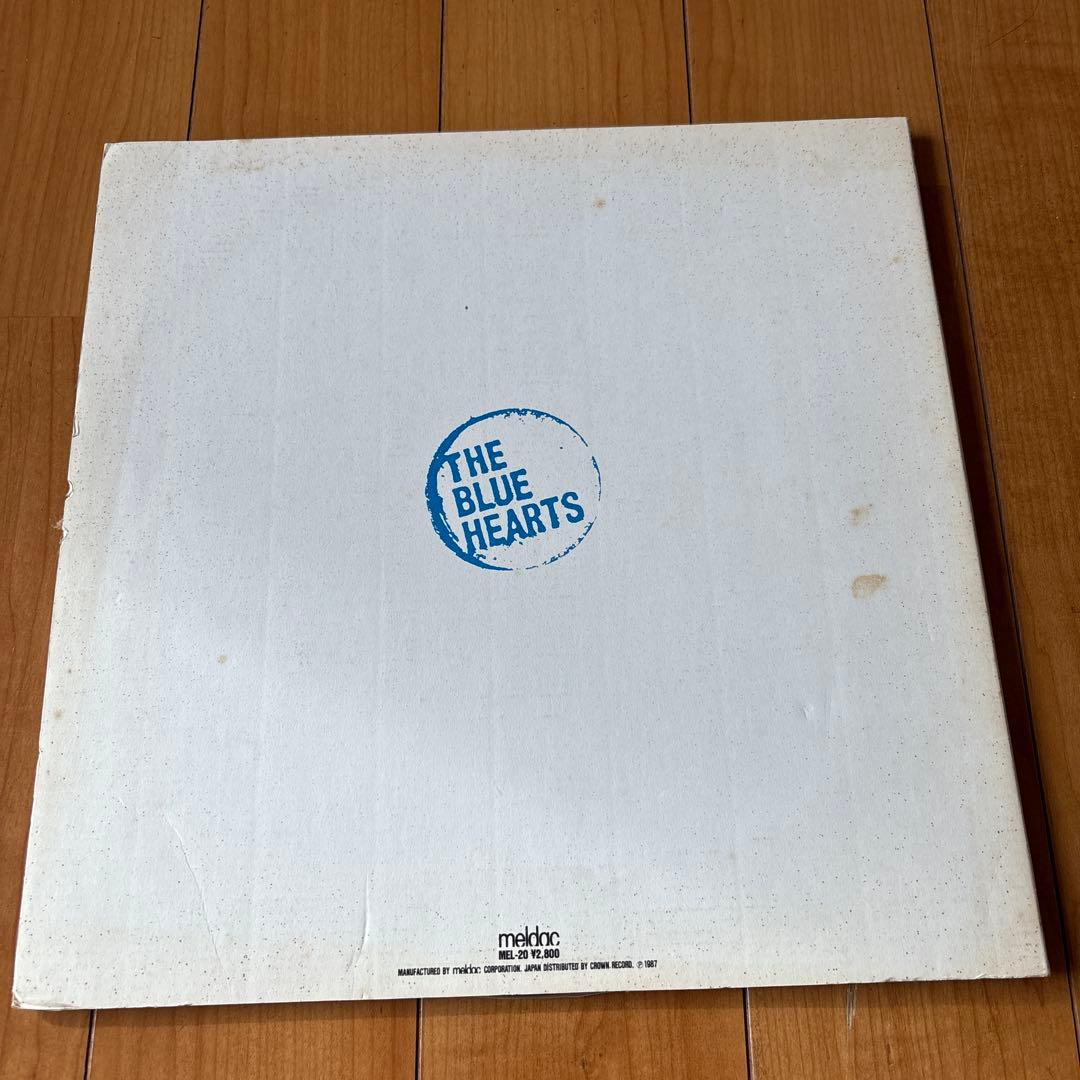 THE
BLUE
HEARTS
meldac
MEL-20 ¥2,800
MANUFACTURED BY meldac CORPORATION. JAPAN DISTRIBUTED BY CROWN RECORD. ℗ 1987